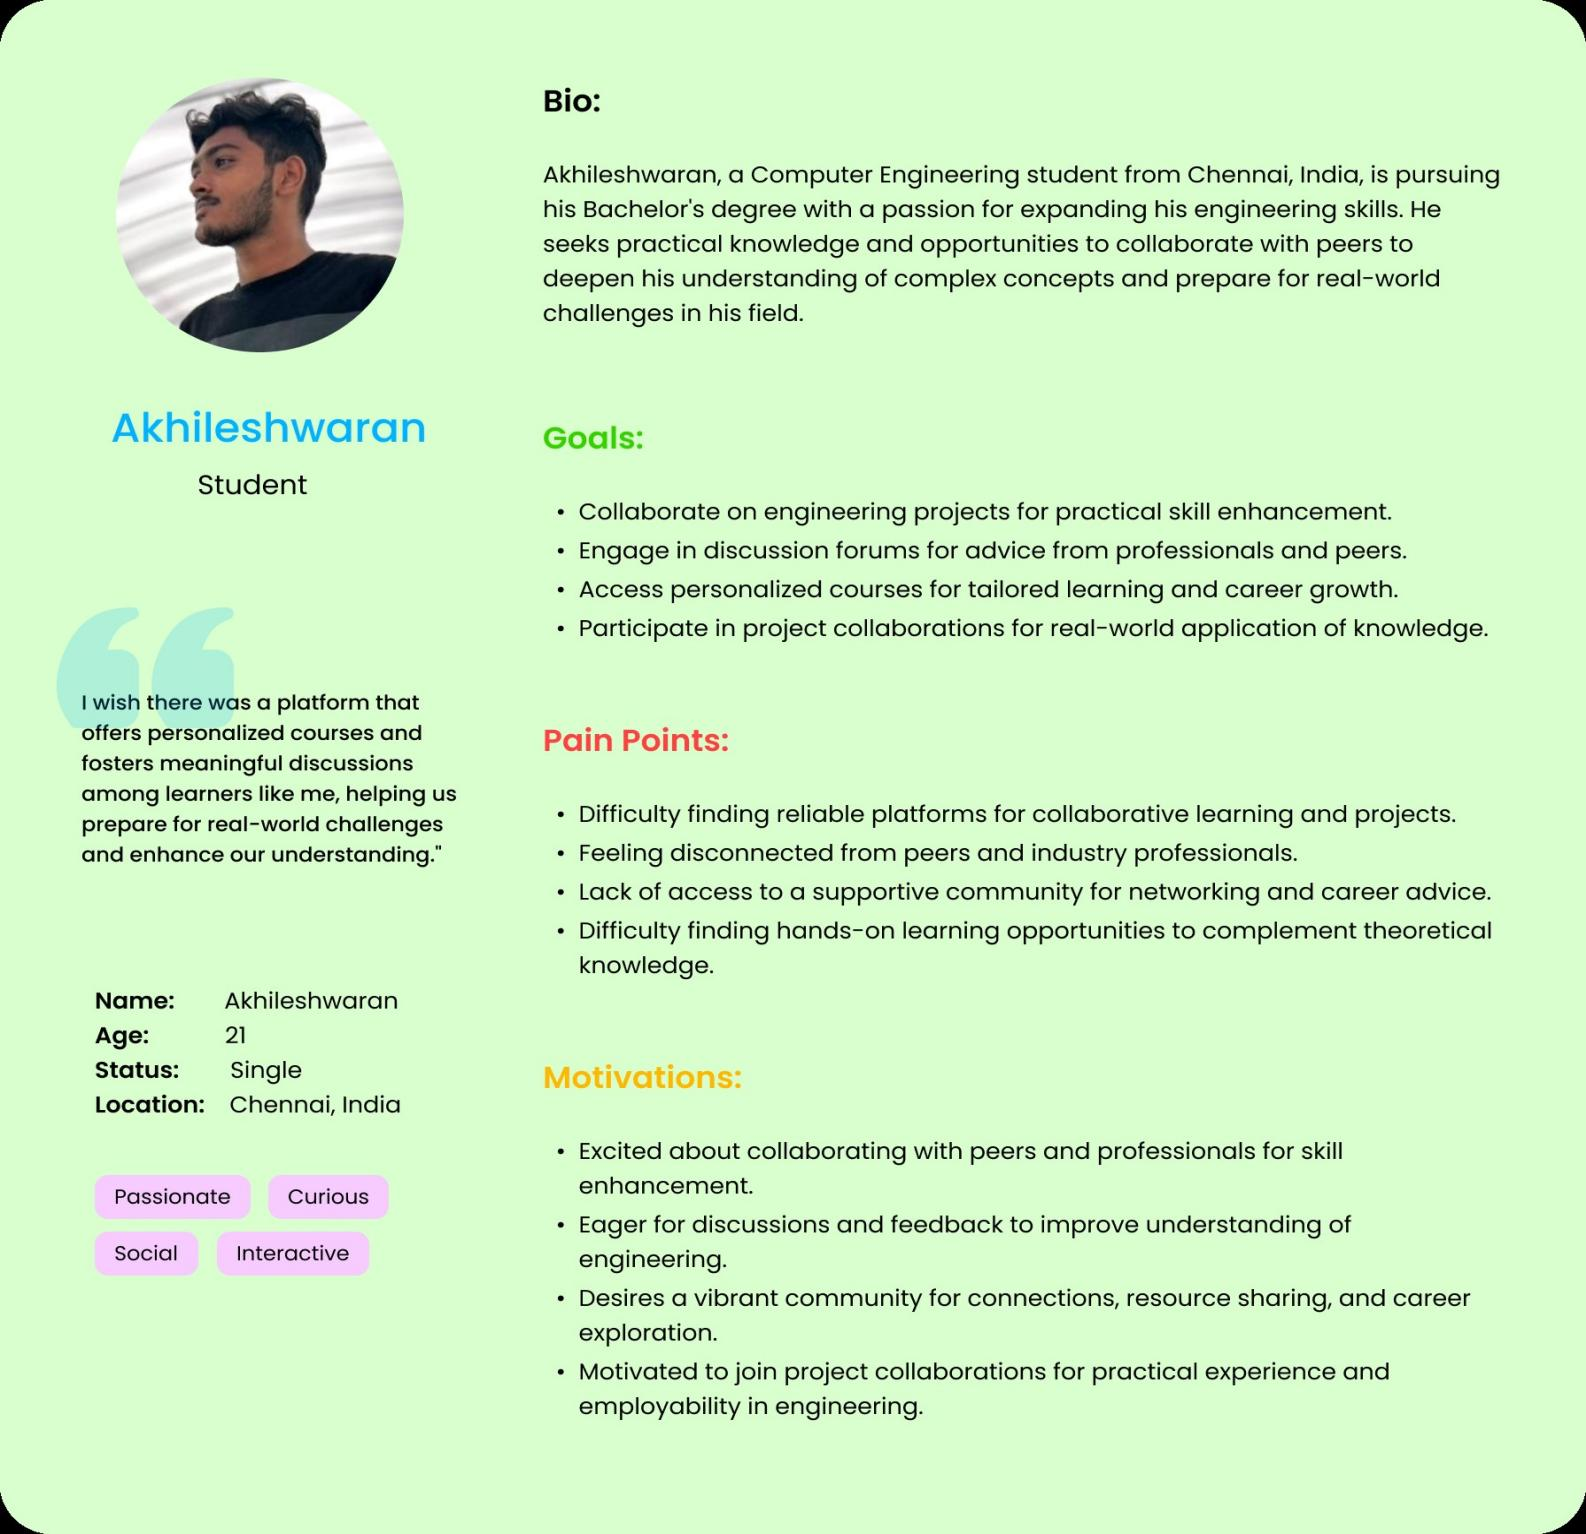 Akhileshwaran
Student
I wish there was a platform that
offers personalized courses and
fosters meaningful discussions
among learners like me, helping us
prepare for real-world challenges
and enhance our understanding."
Name: Akhileshwaran
Age: 21
Status: Single
Location: Chennai, India
Passionate Curious
Social Interactive
Bio:
Akhileshwaran, a Computer Engineering student from Chennai, India, is pursuing
his Bachelor's degree with a passion for expanding his engineering skills. He
seeks practical knowledge and opportunities to collaborate with peers to
deepen his understanding of complex concepts and prepare for real-world
challenges in his field.
Goals:
• Collaborate on engineering projects for practical skill enhancement.
• Engage in discussion forums for advice from professionals and peers.
• Access personalized courses for tailored learning and career growth.
• Participate in project collaborations for real-world application of knowledge.
Pain Points:
• Difficulty finding reliable platforms for collaborative learning and projects.
• Feeling disconnected from peers and industry professionals.
• Lack of access to a supportive community for networking and career advice.
• Difficulty finding hands-on learning opportunities to complement theoretical
knowledge.
Motivations:
• Excited about collaborating with peers and professionals for skill
enhancement.
• Eager for discussions and feedback to improve understanding of
engineering.
• Desires a vibrant community for connections, resource sharing, and career
exploration.
• Motivated to join project collaborations for practical experience and
employability in engineering.